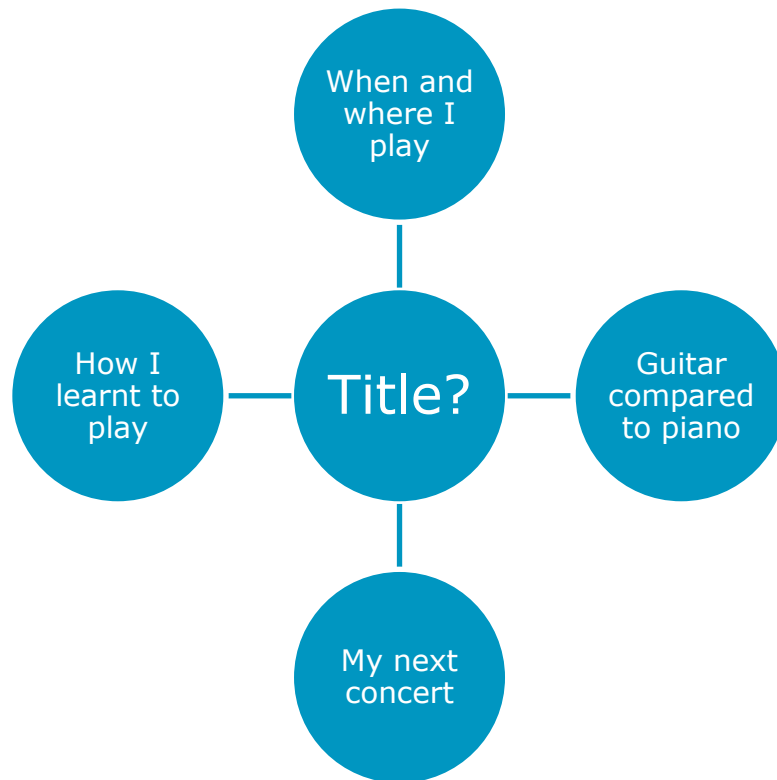 When and
where I
play
How I
learnt to
play
Title?
Guitar
compared
to piano
My next
concert